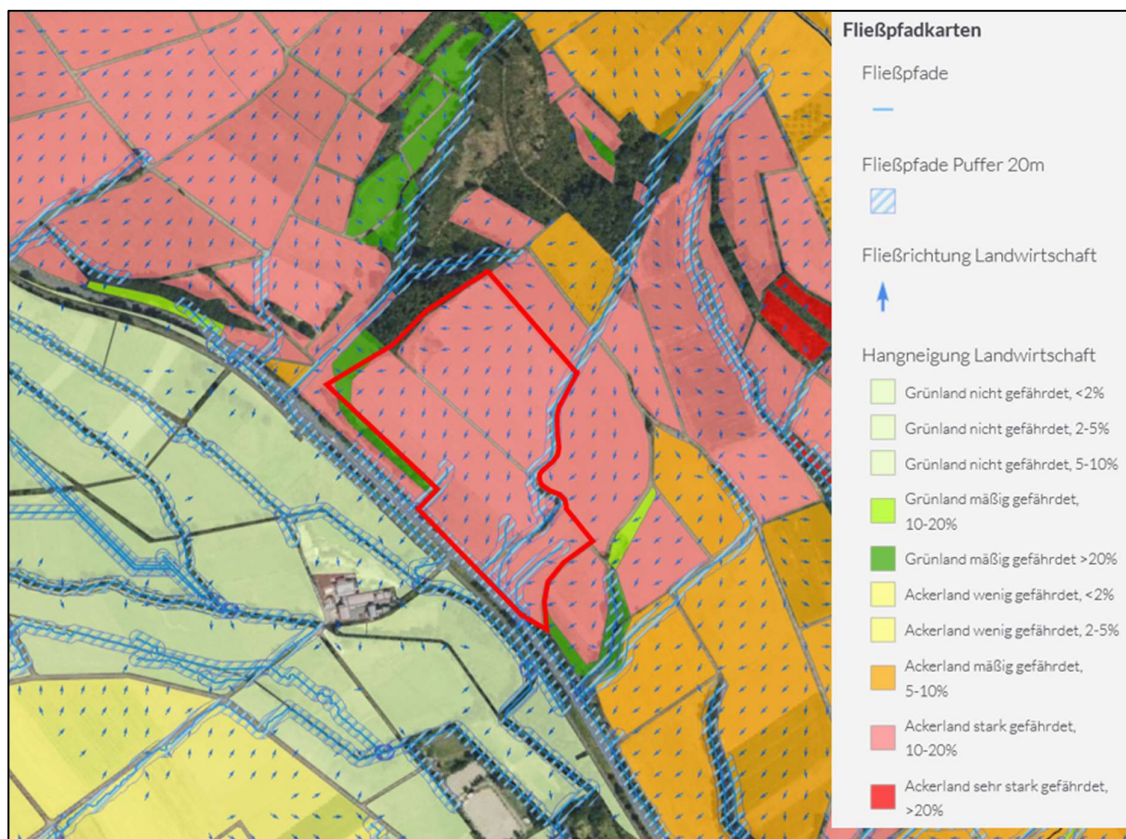 Fließpfadkarten
Fließpfade
Fließpfade Puffer 20m
Fließrichtung Landwirtschaft
Hangneigung Landwirtschaft
Grünland nicht gefährdet, <2%
Grünland nicht gefährdet, 2-5%
Grünland nicht gefährdet, 5-10%
Grünland mäßig gefährdet,
10-20%
Grünland mäßig gefährdet >20%
Ackerland wenig gefährdet, <2%
Ackerland wenig gefährdet, 2-5%
Ackerland mäßig gefährdet,
5-10%
Ackerland stark gefährdet,
10-20%
Ackerland sehr stark gefährdet,
>20%